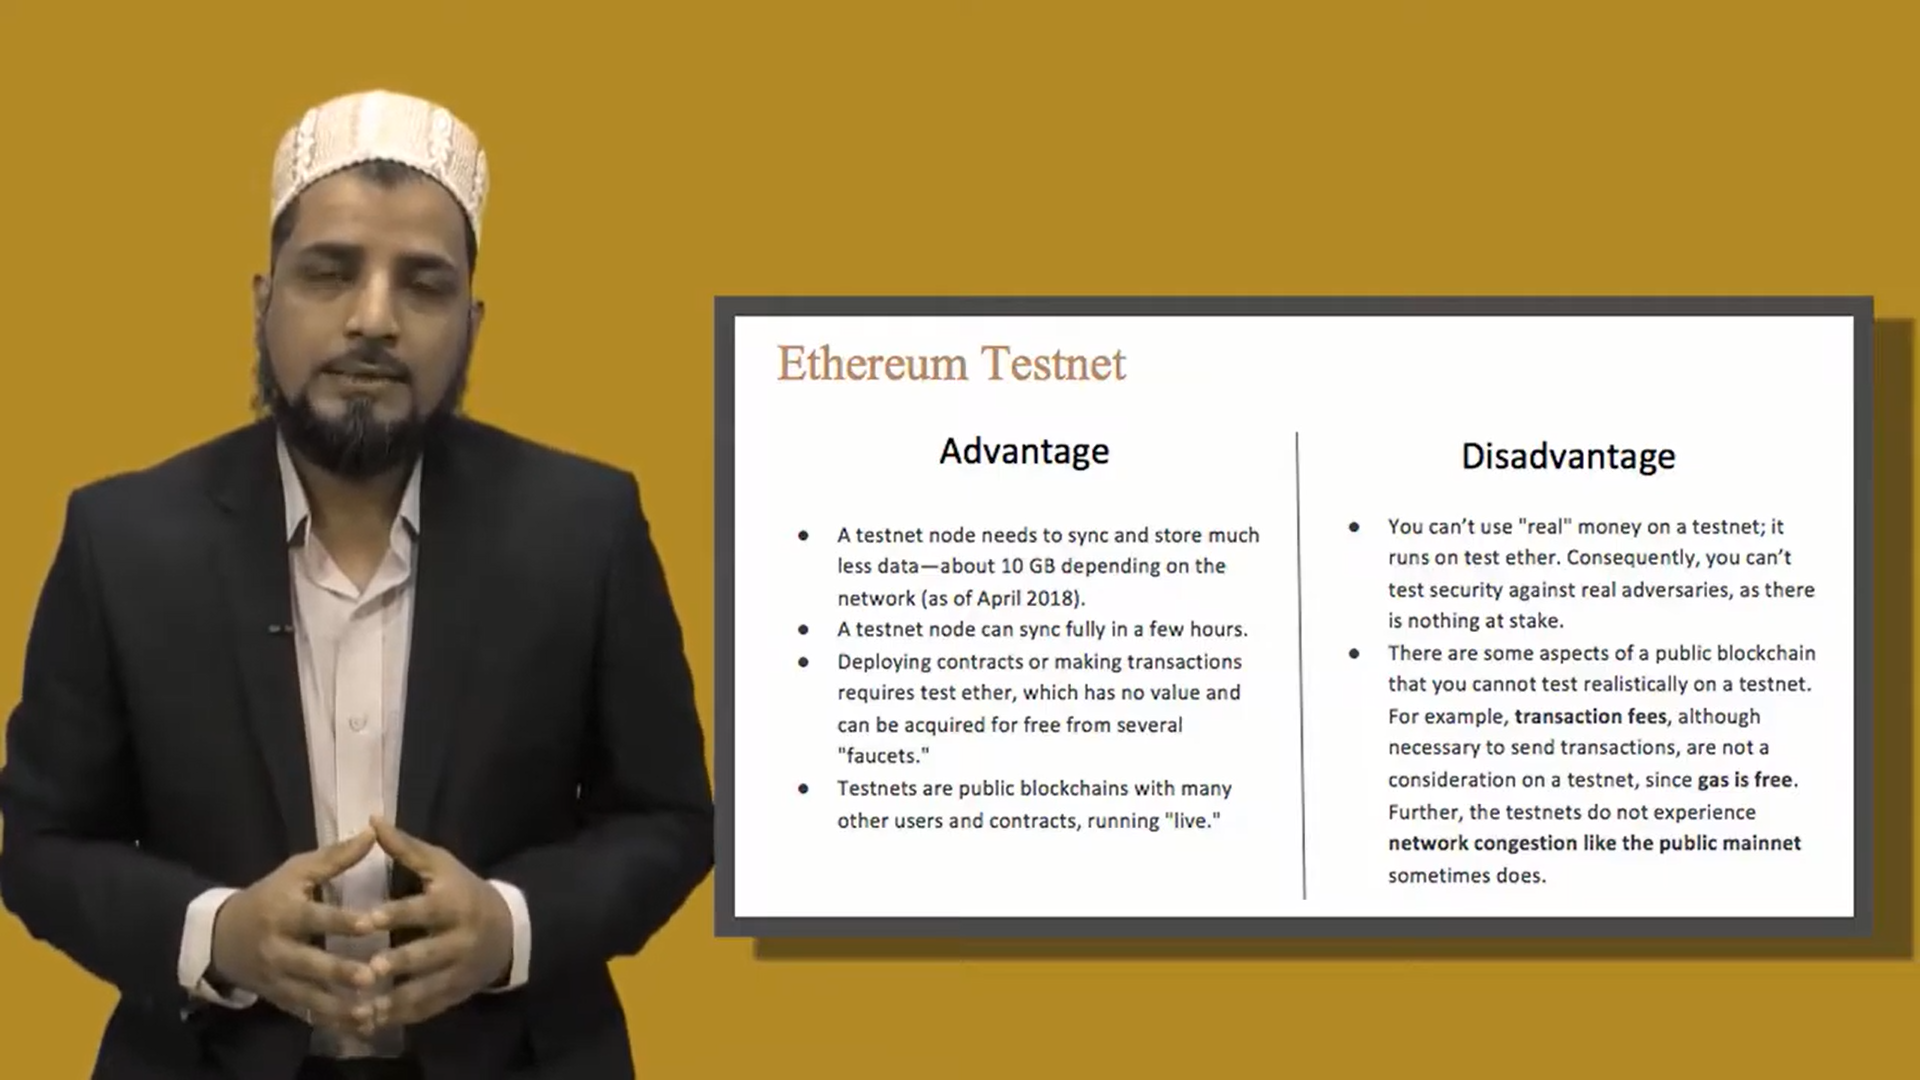 Ethereum Testnet
Advantage
● A testnet node needs to sync and store much
less data—about 10 GB depending on the
network (as of April 2018).
● A testnet node can sync fully in a few hours.
● Deploying contracts or making transactions
requires test ether, which has no value and
can be acquired for free from several
"faucets."
● Testnets are public blockchains with many
other users and contracts, running "live."
Disadvantage
● You can’t use "real" money on a testnet; it
runs on test ether. Consequently, you can’t
test security against real adversaries, as there
is nothing at stake.
● There are some aspects of a public blockchain
that you cannot test realistically on a testnet.
For example, transaction fees, although
necessary to send transactions, are not a
consideration on a testnet, since gas is free.
Further, the testnets do not experience
network congestion like the public mainnet
sometimes does.